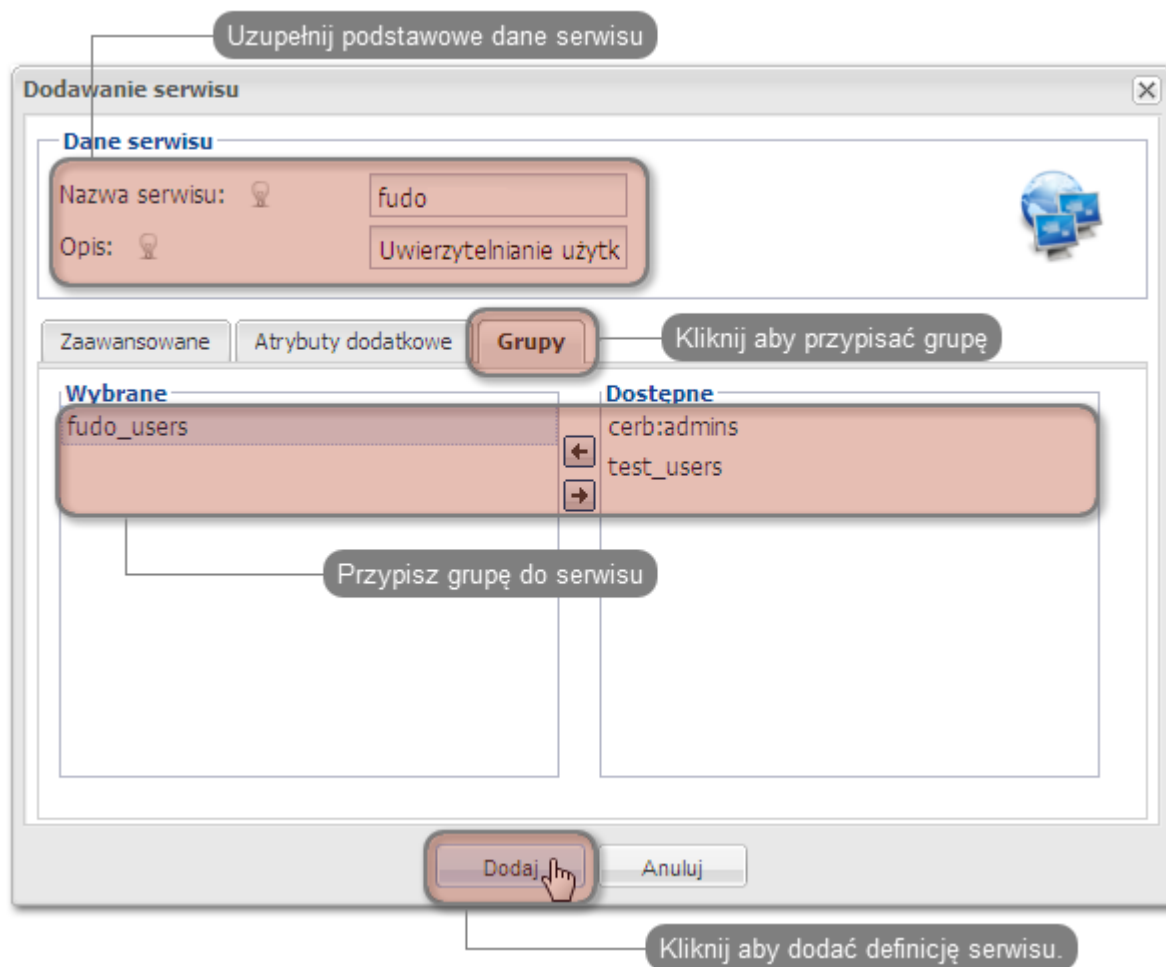 Uzupełnij podstawowe dane serwisu
Dodawanie serwisu
Dane serwisu
Nazwa serwisu: fudo
Opis: Uwierzytelnianie użytk
Zaawansowane Atrybuty dodatkowe Grupy Kliknij aby przypisać grupę
Wybrane Dostępne
fudo_users cerb:admins
test_users
Przypisz grupę do serwisu
Dodaj Anuluj
Kliknij aby dodać definicję serwisu.